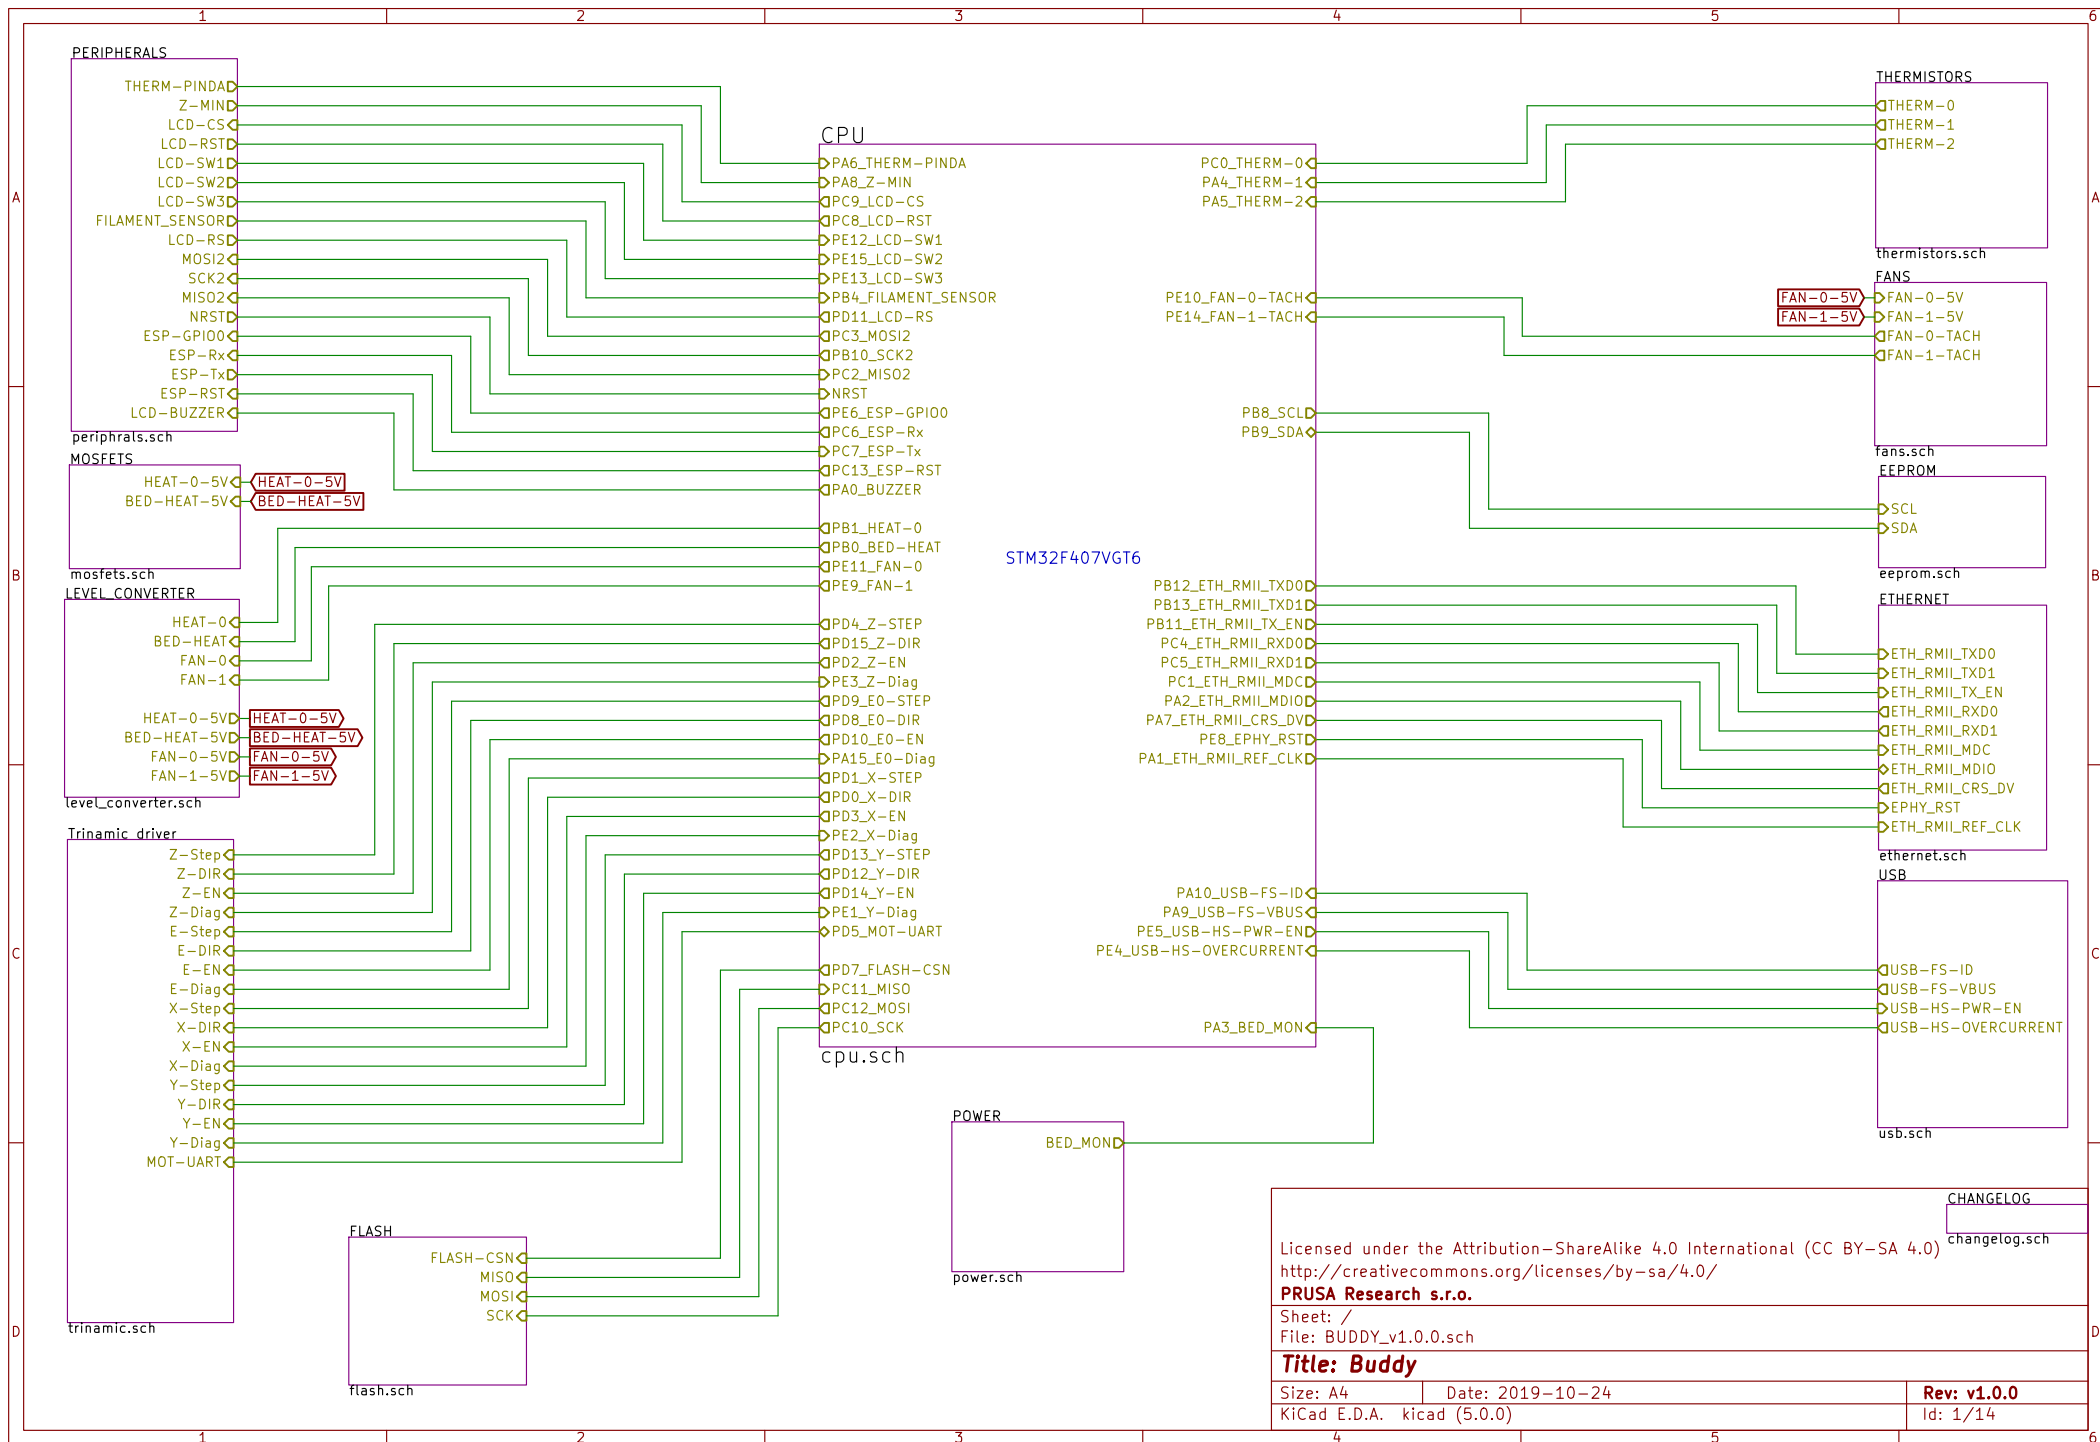 1 2 3 4 5 6
A
B
C
D
PERIPHERALS
THERM-PINDA
Z-MIN
LCD-CS
LCD-RST
LCD-SW1
LCD-SW2
LCD-SW3
FILAMENT_SENSOR
LCD-RS
MOSI2
SCK2
MISO2
NRST
ESP-GPIO0
ESP-Rx
ESP-Tx
ESP-RST
LCD-BUZZER
periphrals.sch
MOSFETS
HEAT-0-5V HEAT-0-5V
BED-HEAT-5V BED-HEAT-5V
mosfets.sch
LEVEL_CONVERTER
HEAT-0
BED-HEAT
FAN-0
FAN-1
HEAT-0-5V HEAT-0-5V
BED-HEAT-5V BED-HEAT-5V
FAN-0-5V FAN-0-5V
FAN-1-5V FAN-1-5V
level_converter.sch
Trinamic driver
Z-Step
Z-DIR
Z-EN
Z-Diag
E-Step
E-DIR
E-EN
E-Diag
X-Step
X-DIR
X-EN
X-Diag
Y-Step
Y-DIR
Y-EN
Y-Diag
MOT-UART
trinamic.sch
FLASH
FLASH-CSN
MISO
MOSI
SCK
flash.sch
CPU
PA6_THERM-PINDA
PA8_Z-MIN
PC9_LCD-CS
PC8_LCD-RST
PE12_LCD-SW1
PE15_LCD-SW2
PE13_LCD-SW3
PB4_FILAMENT_SENSOR
PD11_LCD-RS
PC3_MOSI2
PB10_SCK2
PC2_MISO2
NRST
PE6_ESP-GPIO0
PC6_ESP-Rx
PC7_ESP-Tx
PC13_ESP-RST
PA0_BUZZER
PB1_HEAT-0
PB0_BED-HEAT
PE11_FAN-0
PE9_FAN-1
PD4_Z-STEP
PD15_Z-DIR
PD2_Z-EN
PE3_Z-Diag
PD9_E0-STEP
PD8_E0-DIR
PD10_E0-EN
PA15_E0-Diag
PD1_X-STEP
PD0_X-DIR
PD3_X-EN
PE2_X-Diag
PD13_Y-STEP
PD12_Y-DIR
PD14_Y-EN
PE1_Y-Diag
PD5_MOT-UART
PD7_FLASH-CSN
PC11_MISO
PC12_MOSI
PC10_SCK
STM32F407VGT6
PC0_THERM-0
PA4_THERM-1
PA5_THERM-2
PE10_FAN-0-TACH
PE14_FAN-1-TACH
PB8_SCL
PB9_SDA
PB12_ETH_RMII_TXD0
PB13_ETH_RMII_TXD1
PB11_ETH_RMII_TX_EN
PC4_ETH_RMII_RXD0
PC5_ETH_RMII_RXD1
PC1_ETH_RMII_MDC
PA2_ETH_RMII_MDIO
PA7_ETH_RMII_CRS_DV
PE8_EPHY_RST
PA1_ETH_RMII_REF_CLK
PA10_USB-FS-ID
PA9_USB-FS-VBUS
PE5_USB-HS-PWR-EN
PE4_USB-HS-OVERCURRENT
PA3_BED_MON
cpu.sch
POWER
BED_MON
power.sch
THERMISTORS
THERM-0
THERM-1
THERM-2
thermistors.sch
FANS
FAN-0-5V FAN-0-5V
FAN-1-5V FAN-1-5V
FAN-0-TACH
FAN-1-TACH
fans.sch
EEPROM
SCL
SDA
eeprom.sch
ETHERNET
ETH_RMII_TXD0
ETH_RMII_TXD1
ETH_RMII_TX_EN
ETH_RMII_RXD0
ETH_RMII_RXD1
ETH_RMII_MDC
ETH_RMII_MDIO
ETH_RMII_CRS_DV
EPHY_RST
ETH_RMII_REF_CLK
ethernet.sch
USB
USB-FS-ID
USB-FS-VBUS
USB-HS-PWR-EN
USB-HS-OVERCURRENT
usb.sch
CHANGELOG
changelog.sch
Licensed under the Attribution-ShareAlike 4.0 International (CC BY-SA 4.0)
http://creativecommons.org/licenses/by-sa/4.0/
PRUSA Research s.r.o.
Sheet: /
File: BUDDY_v1.0.0.sch
Title: Buddy
Size: A4 Date: 2019-10-24 Rev: v1.0.0
KiCad E.D.A. kicad (5.0.0) Id: 1/14
A
B
C
D
1 2 3 4 5 6